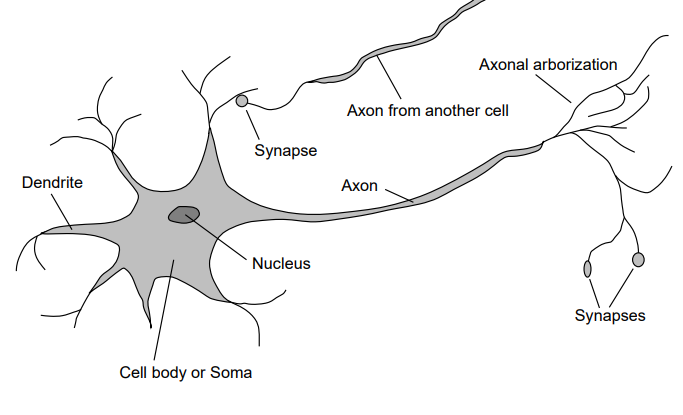 Axonal arborization
Axon from another cell
Synapse
Dendrite
Axon
Nucleus
Synapses
Cell body or Soma